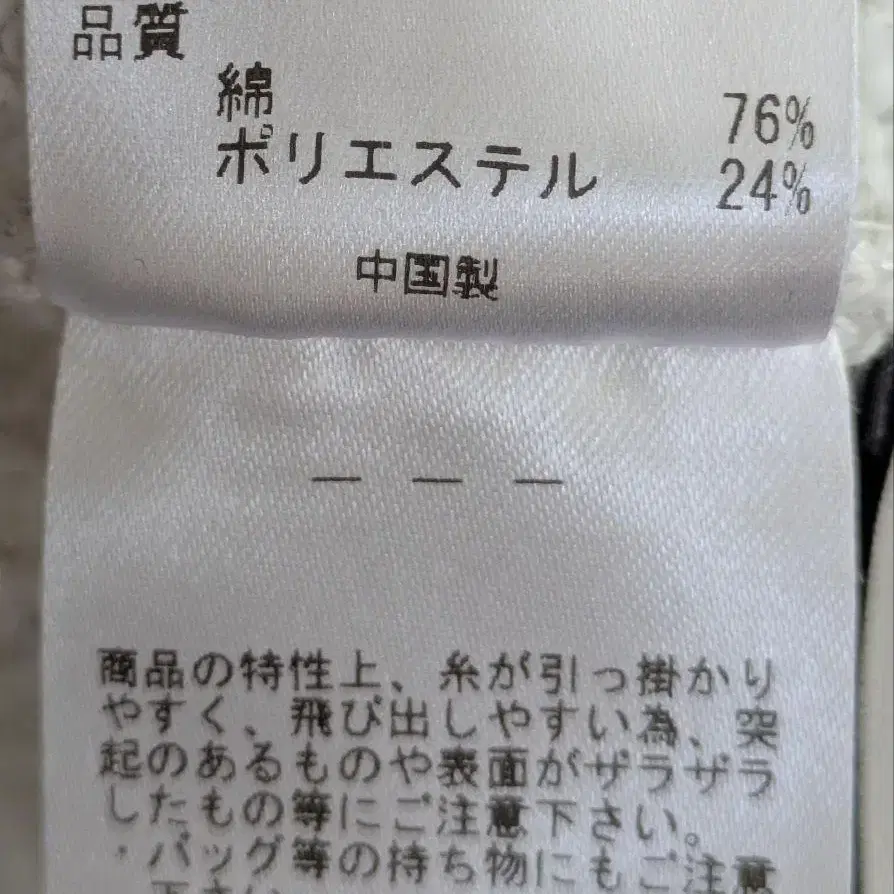 品質
綿 76%
ポリエステル 24%
中国製
― ― ―
商品の特性上、糸が引っ掛かり
やすく、飛び出しやすい為、突
起のあるものや表面がザラザラ
したもの等にご注意下さい。
・バッグ等の持ち物にもご注意
下さい